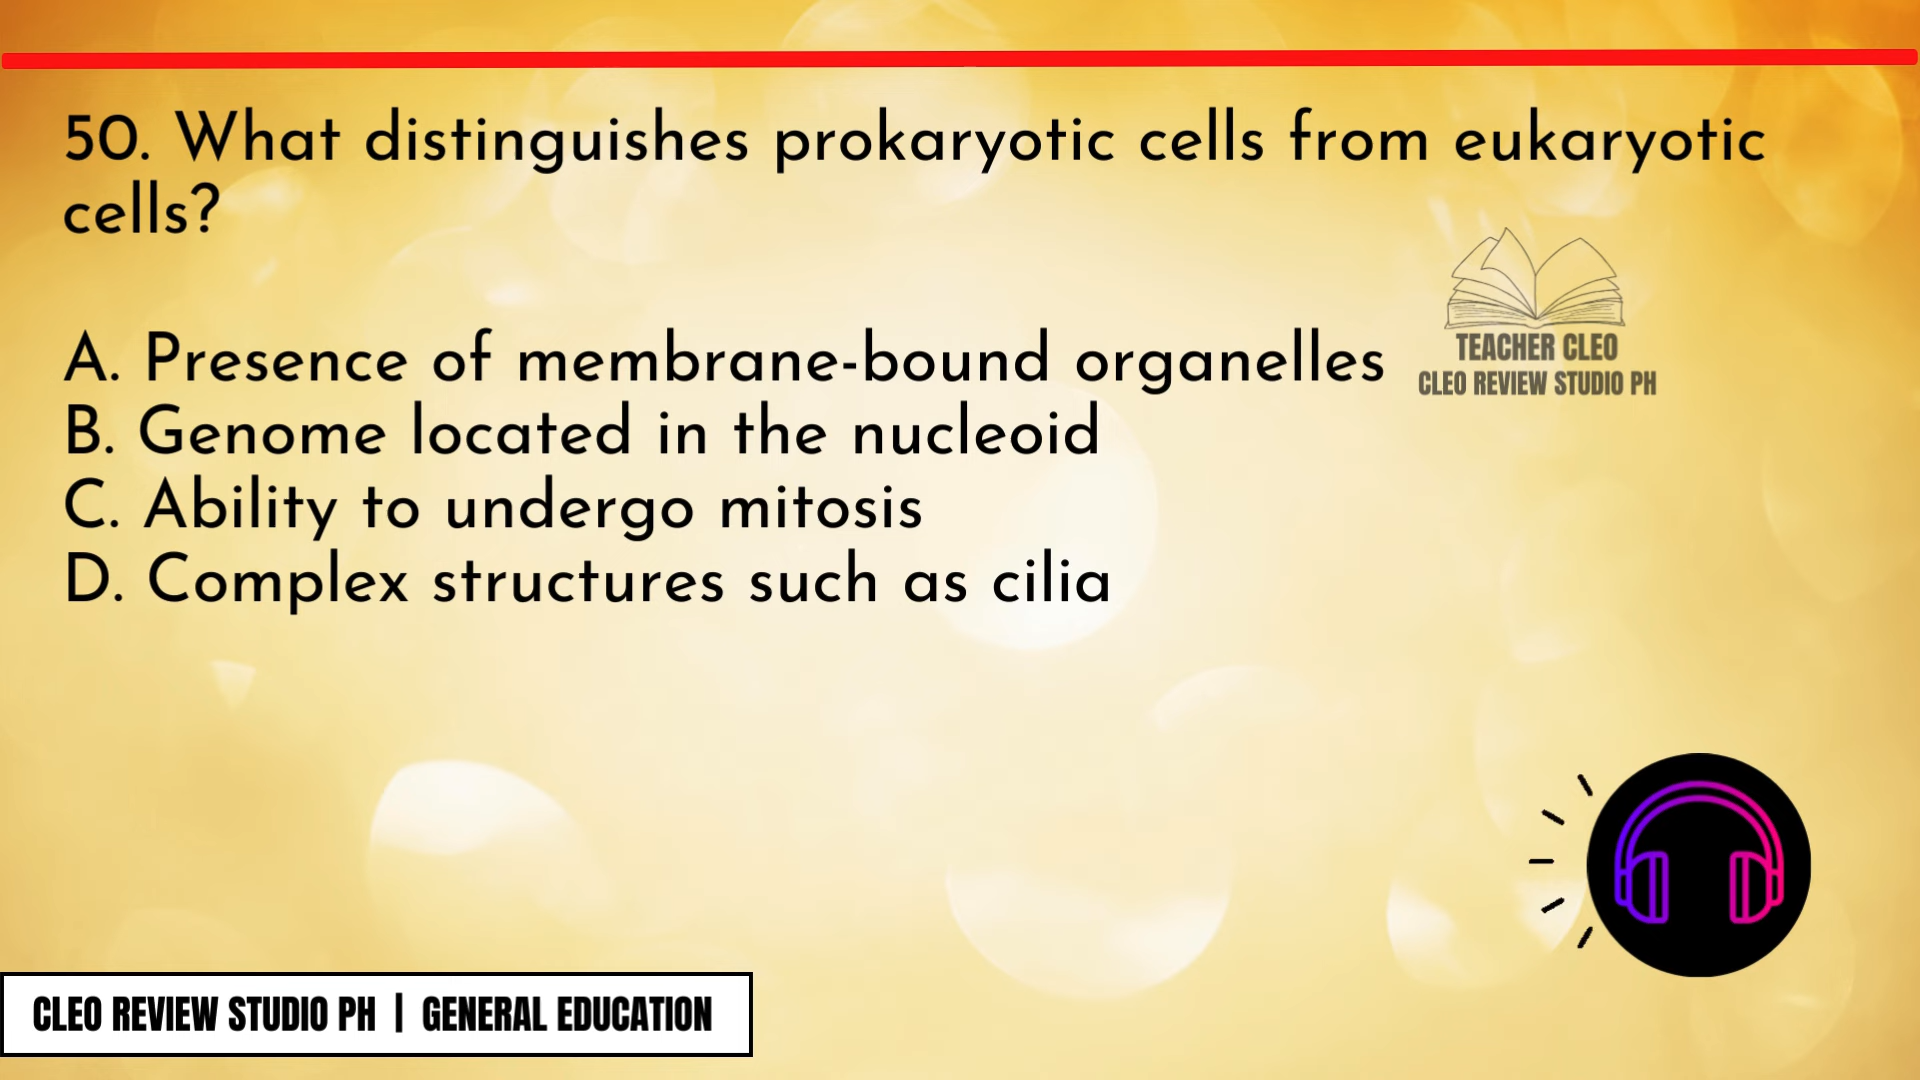 50. What distinguishes prokaryotic cells from eukaryotic
cells?
A. Presence of membrane-bound organelles
B. Genome located in the nucleoid
C. Ability to undergo mitosis
D. Complex structures such as cilia
TEACHER CLEO
CLEO REVIEW STUDIO PH
CLEO REVIEW STUDIO PH | GENERAL EDUCATION